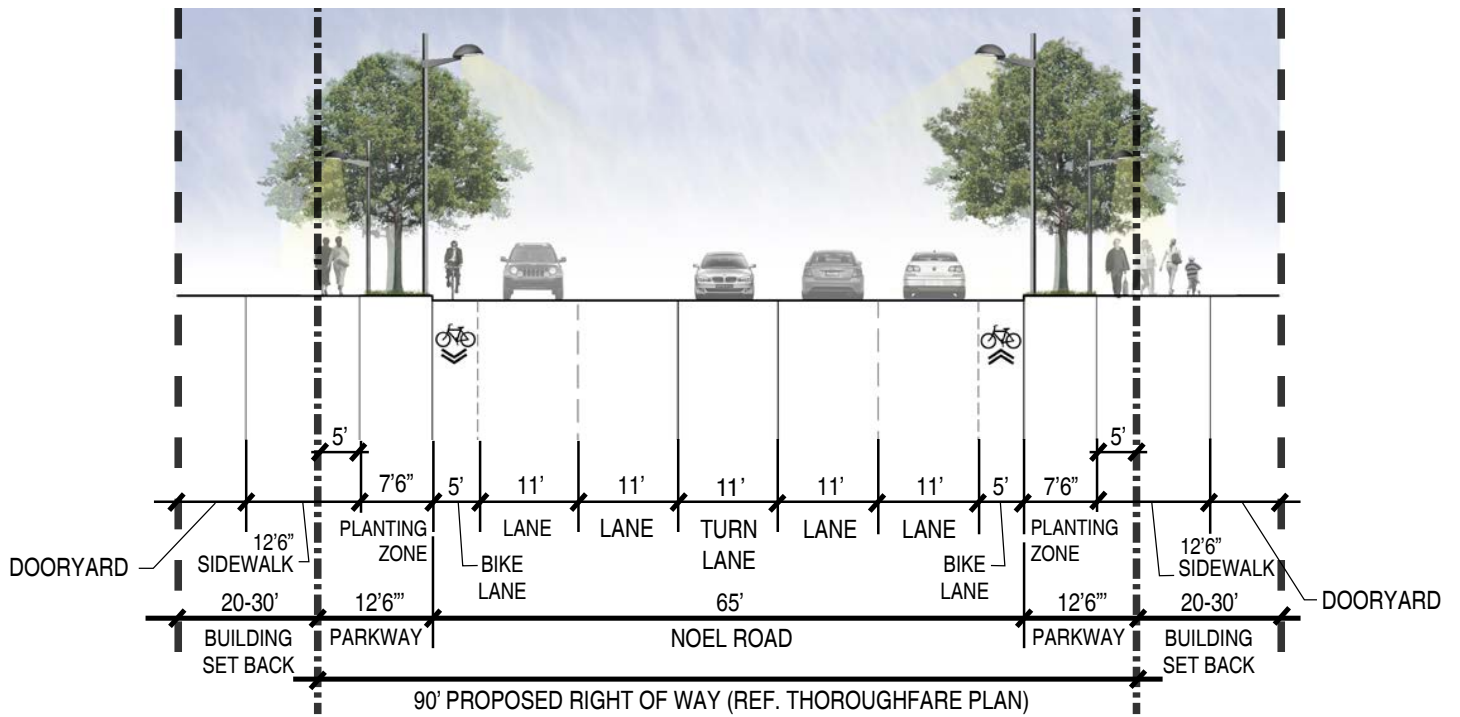 5'
5'
7'6"
5'
11'
11'
11'
11'
11'
5'
7'6"
DOORYARD
12'6"
SIDEWALK
PLANTING
ZONE
BIKE
LANE
LANE
LANE
TURN
LANE
LANE
LANE
BIKE
LANE
PLANTING
ZONE
12'6"
SIDEWALK
DOORYARD
20-30'
12'6'"
65'
12'6'"
20-30'
BUILDING
SET BACK
PARKWAY
NOEL ROAD
PARKWAY
BUILDING
SET BACK
90' PROPOSED RIGHT OF WAY (REF. THOROUGHFARE PLAN)